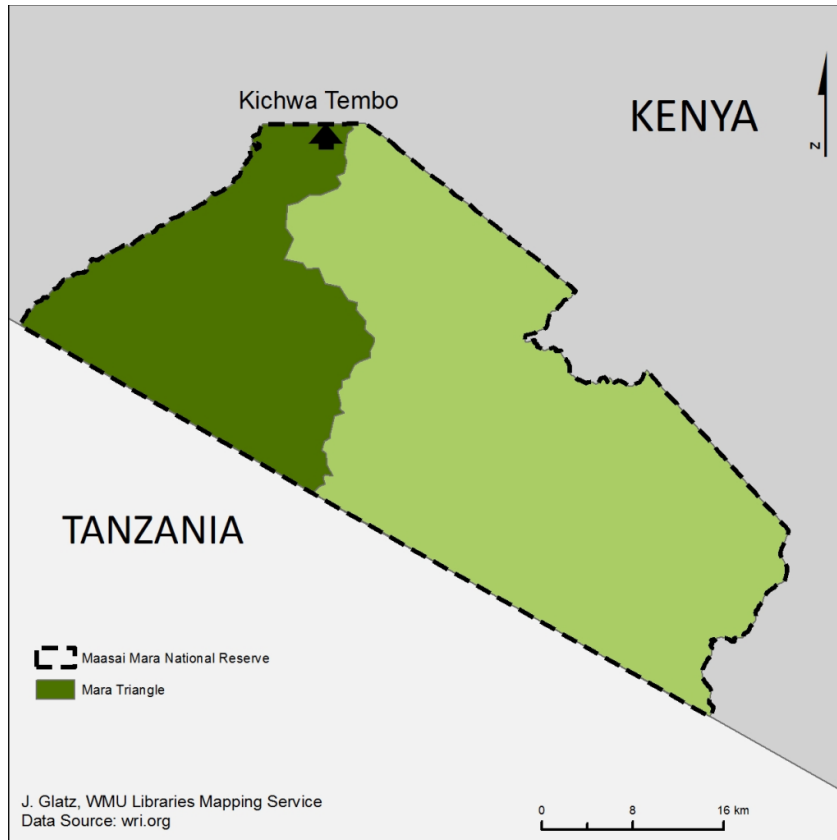 Kichwa Tembo
KENYA
N
TANZANIA
Maasai Mara National Reserve
Mara Triangle
J. Glatz, WMU Libraries Mapping Service
Data Source: wri.org
0 8 16 km